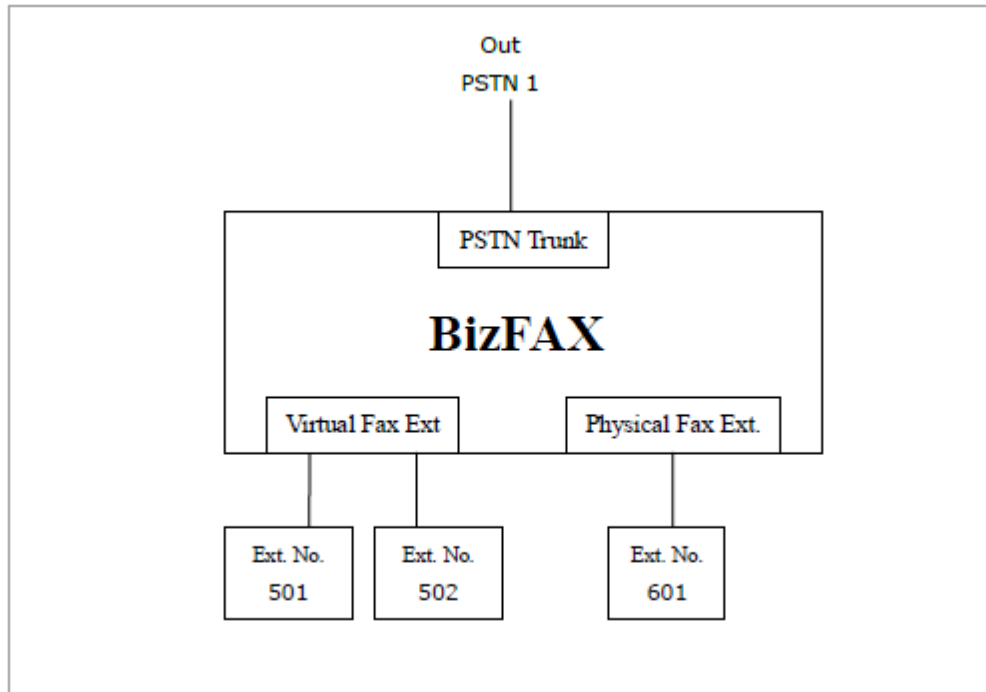 Out
PSTN 1
PSTN Trunk
BizFAX
Virtual Fax Ext
Physical Fax Ext.
Ext. No.
501
Ext. No.
502
Ext. No.
601